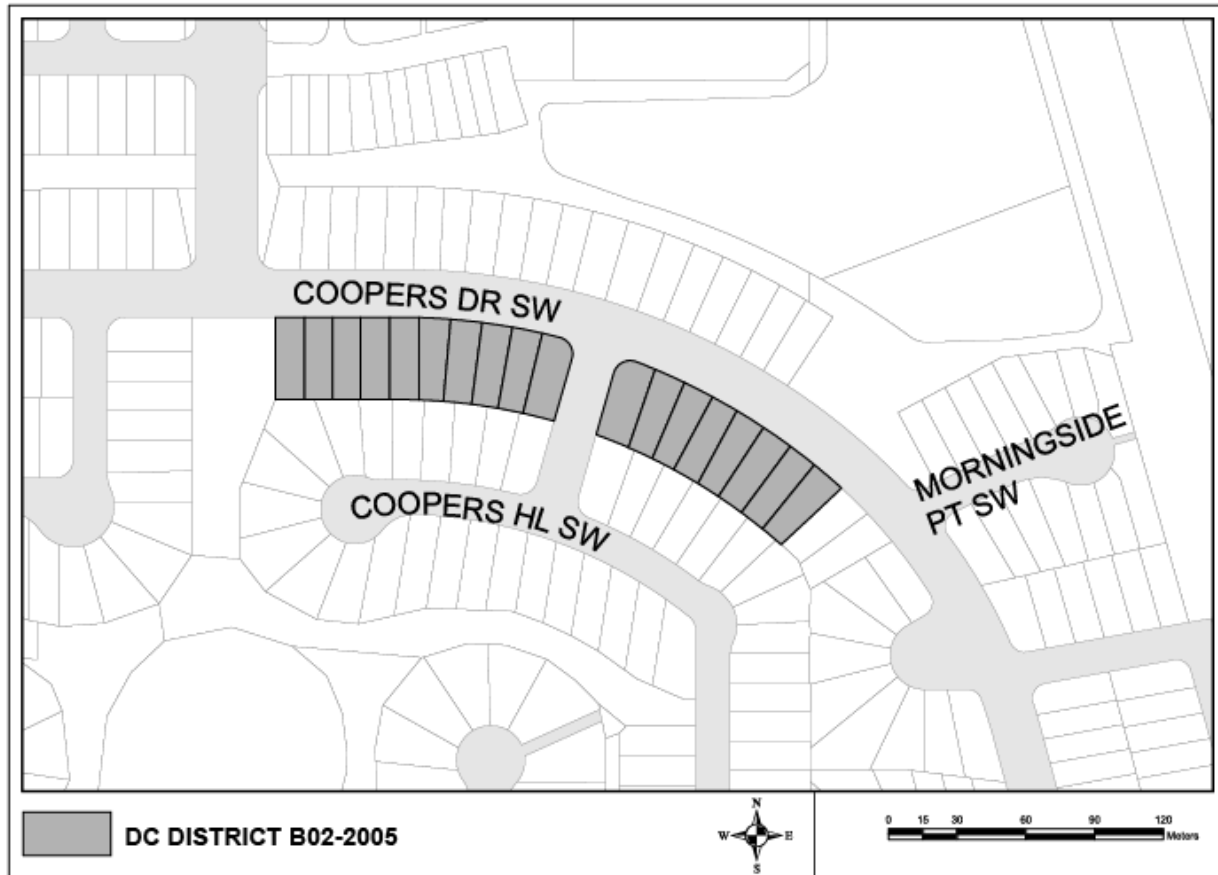 COOPERS DR SW
MORNINGSIDE
PT SW
COOPERS HL SW
DC DISTRICT B02-2005
N
W E
S
0 15 30 60 90 120
Meters